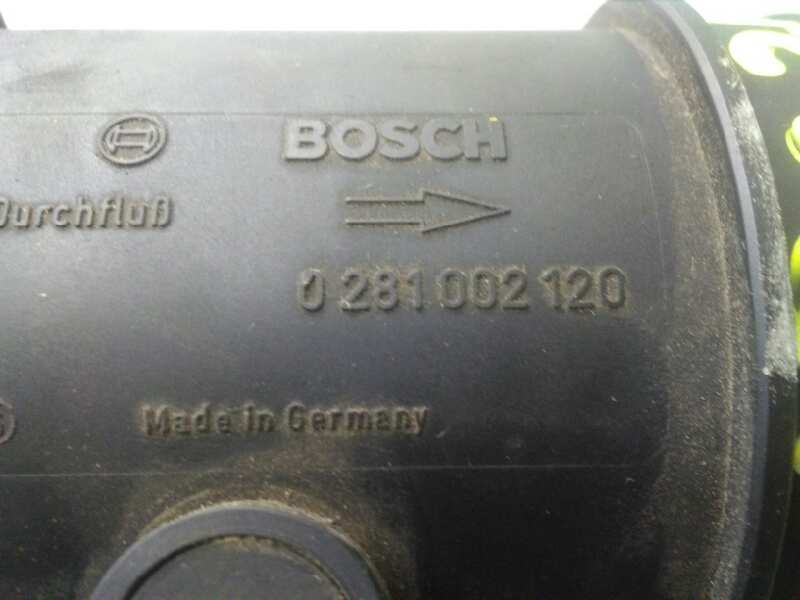 BOSCH
Durchfluß
0 281 002 120
Made in Germany